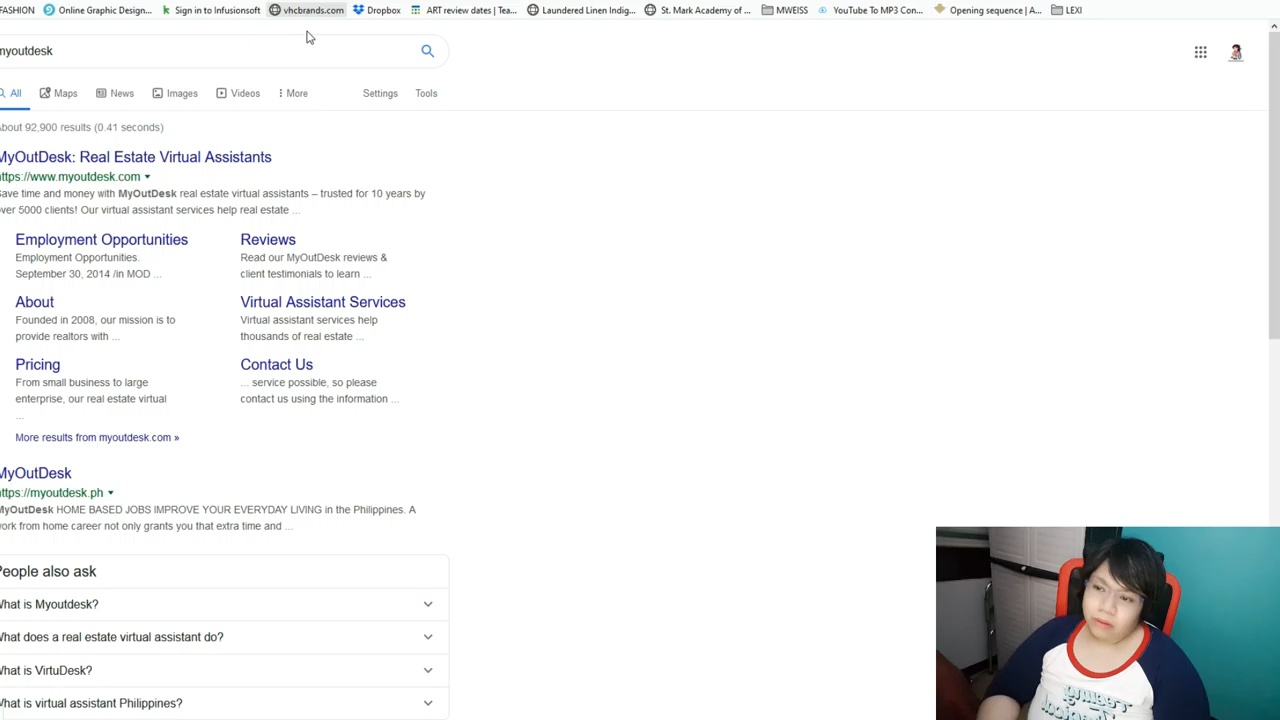 FASHION Online Graphic Design... Sign in to Infusionsoft vhcbrands.com Dropbox ART review dates | Tea... Laundered Linen Indig... St. Mark Academy of ... MWEISS YouTube To MP3 Con... Opening sequence | A... LEXI
myoutdesk
All Maps News Images Videos More Settings Tools
About 92,900 results (0.41 seconds)
MyOutDesk: Real Estate Virtual Assistants
https://www.myoutdesk.com
Save time and money with MyOutDesk real estate virtual assistants – trusted for 10 years by
over 5000 clients! Our virtual assistant services help real estate ...
Employment Opportunities
Employment Opportunities.
September 30, 2014 /in MOD ...
Reviews
Read our MyOutDesk reviews &
client testimonials to learn ...
About
Founded in 2008, our mission is to
provide realtors with ...
Virtual Assistant Services
Virtual assistant services help
thousands of real estate ...
Pricing
From small business to large
enterprise, our real estate virtual
...
Contact Us
... service possible, so please
contact us using the information ...
More results from myoutdesk.com »
MyOutDesk
https://myoutdesk.ph
MyOutDesk HOME BASED JOBS IMPROVE YOUR EVERYDAY LIVING in the Philippines. A
work from home career not only grants you that extra time and ...
People also ask
What is Myoutdesk?
What does a real estate virtual assistant do?
What is VirtuDesk?
What is virtual assistant Philippines?